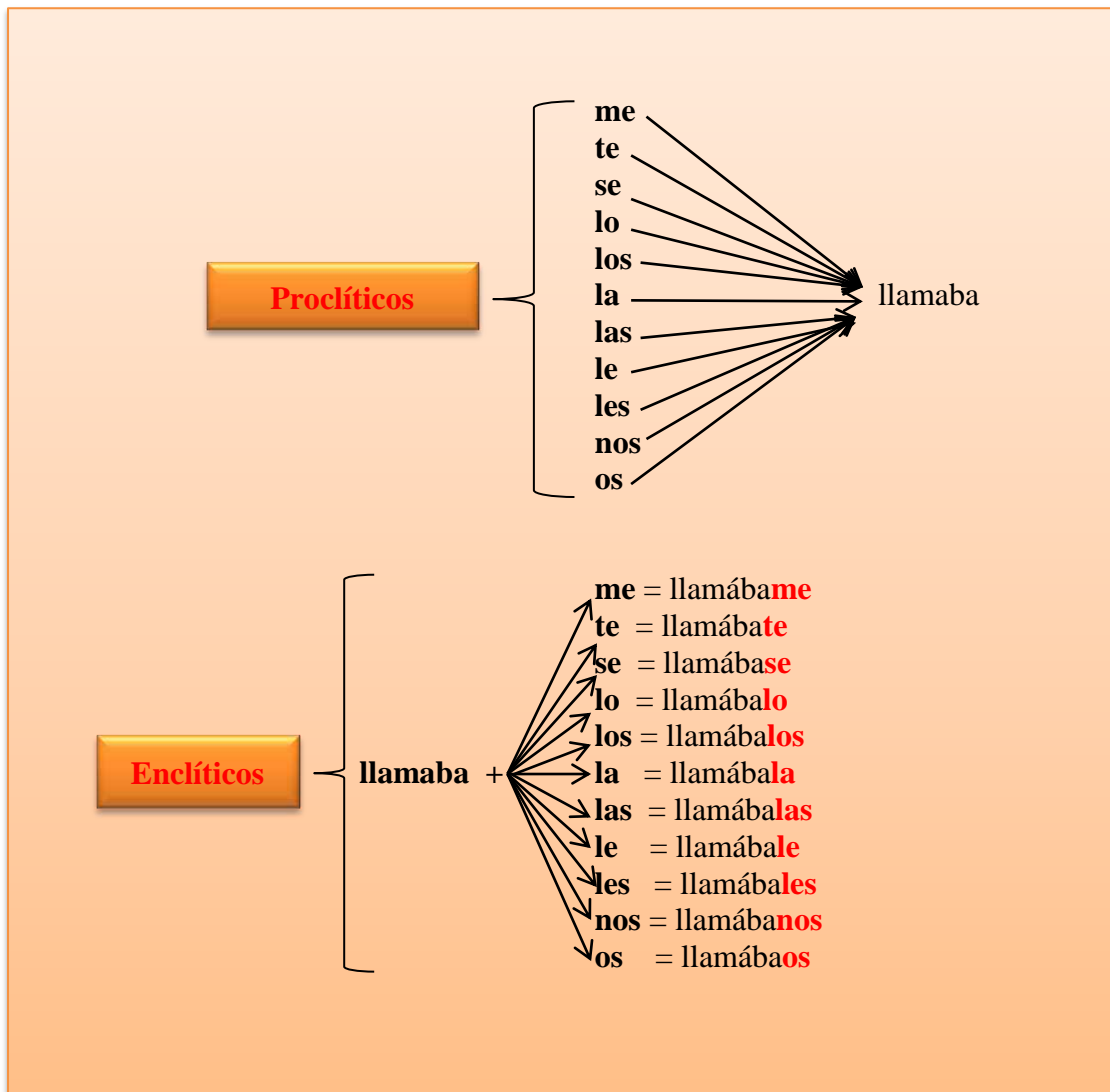 me
te
se
lo
los
Proclíticos
la
llamaba
las
le
les
nos
os
me = llamábame
te = llamábate
se = llamábase
lo = llamábalo
los = llamábalos
Enclíticos
llamaba +
la = llamábala
las = llamábalas
le = llamábale
les = llamábales
nos = llamábanos
os = llamábaos